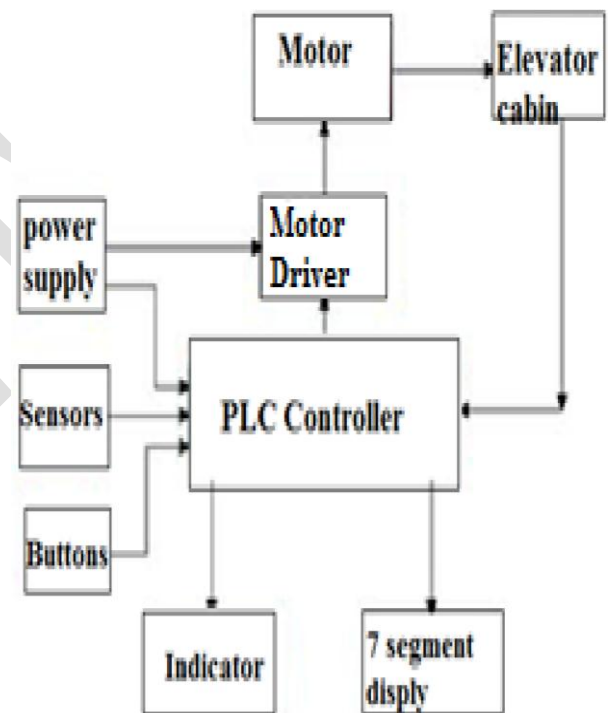 Motor
Elevator
cabin
power
supply
Motor
Driver
Sensors
PLC Controller
Buttons
Indicator
7 segment
disply